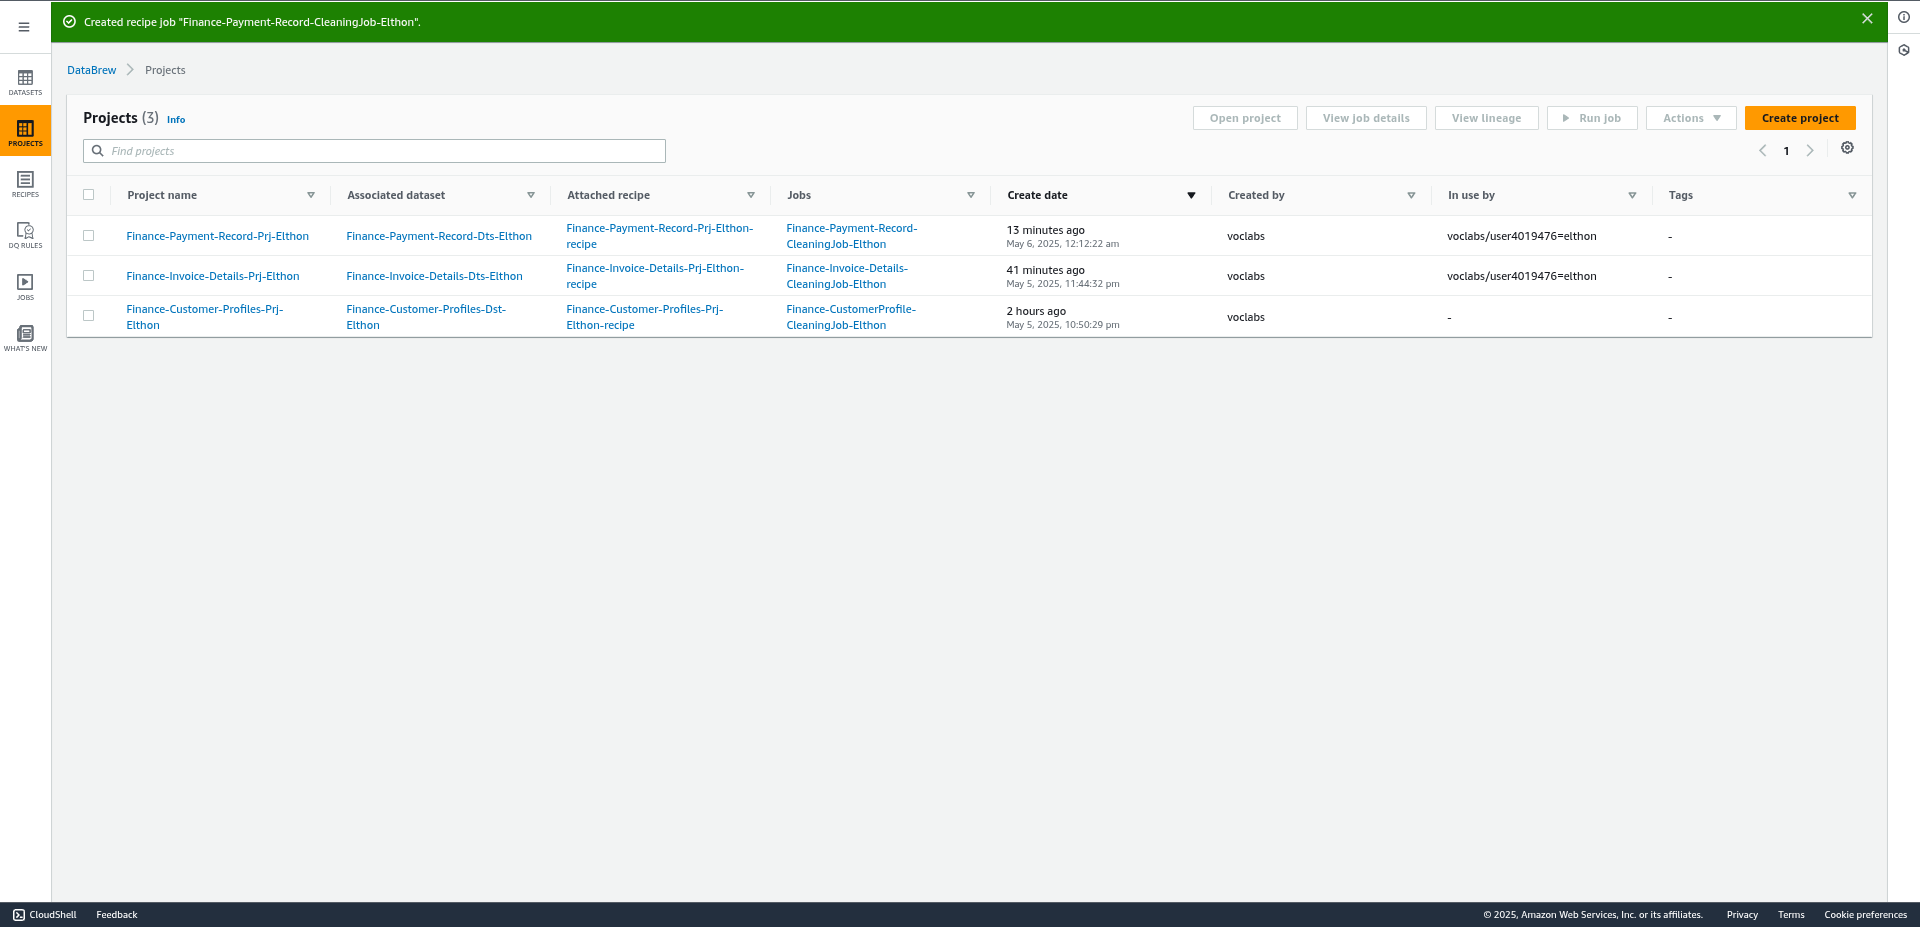 Created recipe job "Finance-Payment-Record-CleaningJob-Elthon".
DataBrew
Projects
DATASETS
PROJECTS
RECIPES
DQ RULES
JOBS
WHAT'S NEW
Projects (3) Info
Open project
View job details
View lineage
Run job
Actions
Create project
Find projects
1
Project name
Associated dataset
Attached recipe
Jobs
Create date
Created by
In use by
Tags
Finance-Payment-Record-Prj-Elthon
Finance-Payment-Record-Dts-Elthon
Finance-Payment-Record-Prj-Elthon-
recipe
Finance-Payment-Record-
CleaningJob-Elthon
13 minutes ago
May 6, 2025, 12:12:22 am
voclabs
voclabs/user4019476=elthon
-
Finance-Invoice-Details-Prj-Elthon
Finance-Invoice-Details-Dts-Elthon
Finance-Invoice-Details-Prj-Elthon-
recipe
Finance-Invoice-Details-
CleaningJob-Elthon
41 minutes ago
May 5, 2025, 11:44:32 pm
voclabs
voclabs/user4019476=elthon
-
Finance-Customer-Profiles-Prj-
Elthon
Finance-Customer-Profiles-Dst-
Elthon
Finance-Customer-Profiles-Prj-
Elthon-recipe
Finance-CustomerProfile-
CleaningJob-Elthon
2 hours ago
May 5, 2025, 10:50:29 pm
voclabs
-
-
CloudShell
Feedback
© 2025, Amazon Web Services, Inc. or its affiliates.
Privacy
Terms
Cookie preferences